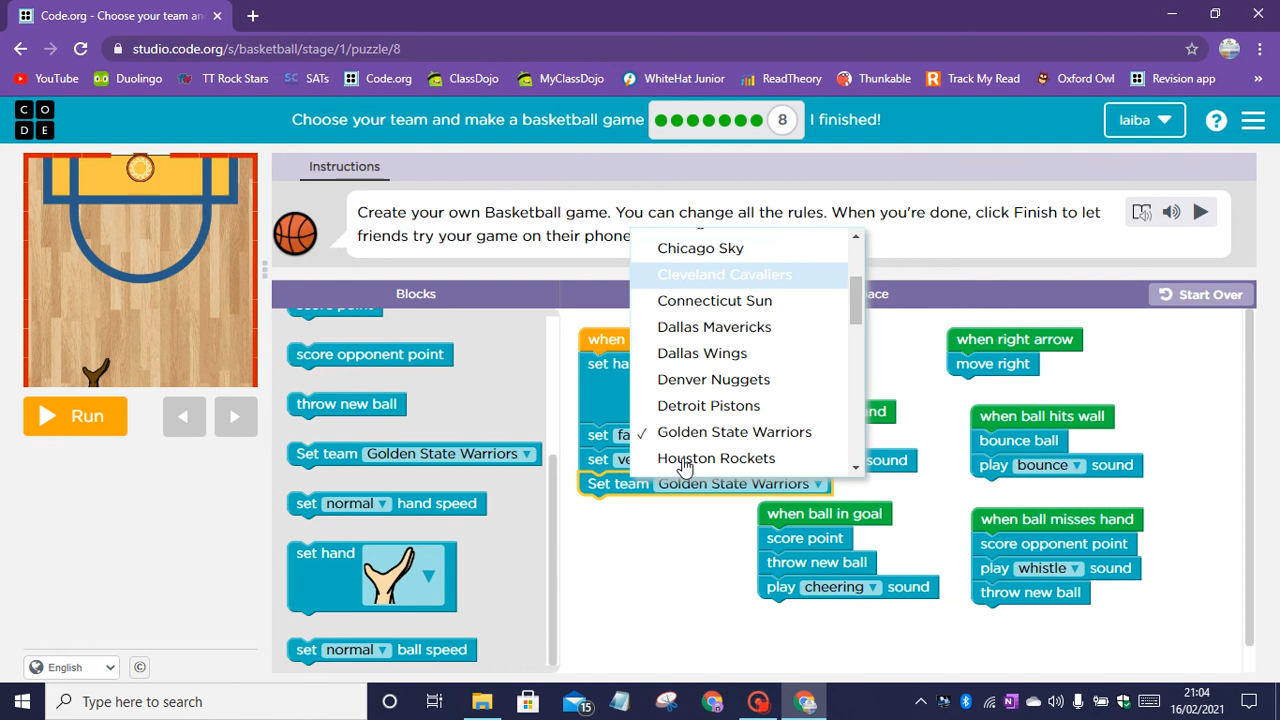 Code.org - Choose your team and
studio.code.org/s/basketball/stage/1/puzzle/8
YouTube Duolingo TT Rock Stars SC SATs Code.org ClassDojo MyClassDojo WhiteHat Junior ReadTheory Thunkable Track My Read Oxford Owl Revision app »
C O D E
Choose your team and make a basketball game 8 I finished! laiba ?
Instructions
Create your own Basketball game. You can change all the rules. When you're done, click Finish to let
friends try your game on their phone
Blocks
Start Over
score opponent point
throw new ball
Set team Golden State Warriors
set normal hand speed
set hand
set normal ball speed
when
set ha
set fa
set ve
Set team Golden State Warriors
Chicago Sky
Cleveland Cavaliers
Connecticut Sun
Dallas Mavericks
Dallas Wings
Denver Nuggets
Detroit Pistons
✓ Golden State Warriors
Houston Rockets
when right arrow
move right
sound
when ball hits wall
bounce ball
play bounce sound
when ball in goal
score point
throw new ball
play cheering sound
when ball misses hand
score opponent point
play whistle sound
throw new ball
Run
English ©
Type here to search
15
21:04
16/02/2021